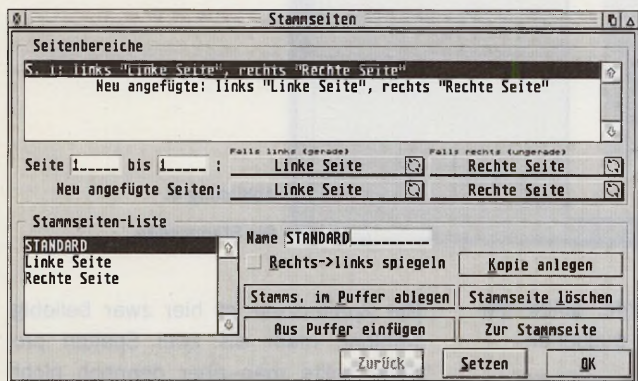 Stammseiten
Seitenbereiche
S. 1: links "Linke Seite", rechts "Rechte Seite"
Neu angefügte: links "Linke Seite", rechts "Rechte Seite"
Falls links (gerade) Falls rechts (ungerade)
Seite 1_____ bis 1_____ : Linke Seite Rechte Seite
Neu angefügte Seiten: Linke Seite Rechte Seite
Stammseiten-Liste
STANDARD
Linke Seite
Rechte Seite
Name STANDARD__________
Rechts->links spiegeln Kopie anlegen
Stamms. im Puffer ablegen Stammseite löschen
Aus Puffer einfügen Zur Stammseite
Zurück Setzen OK